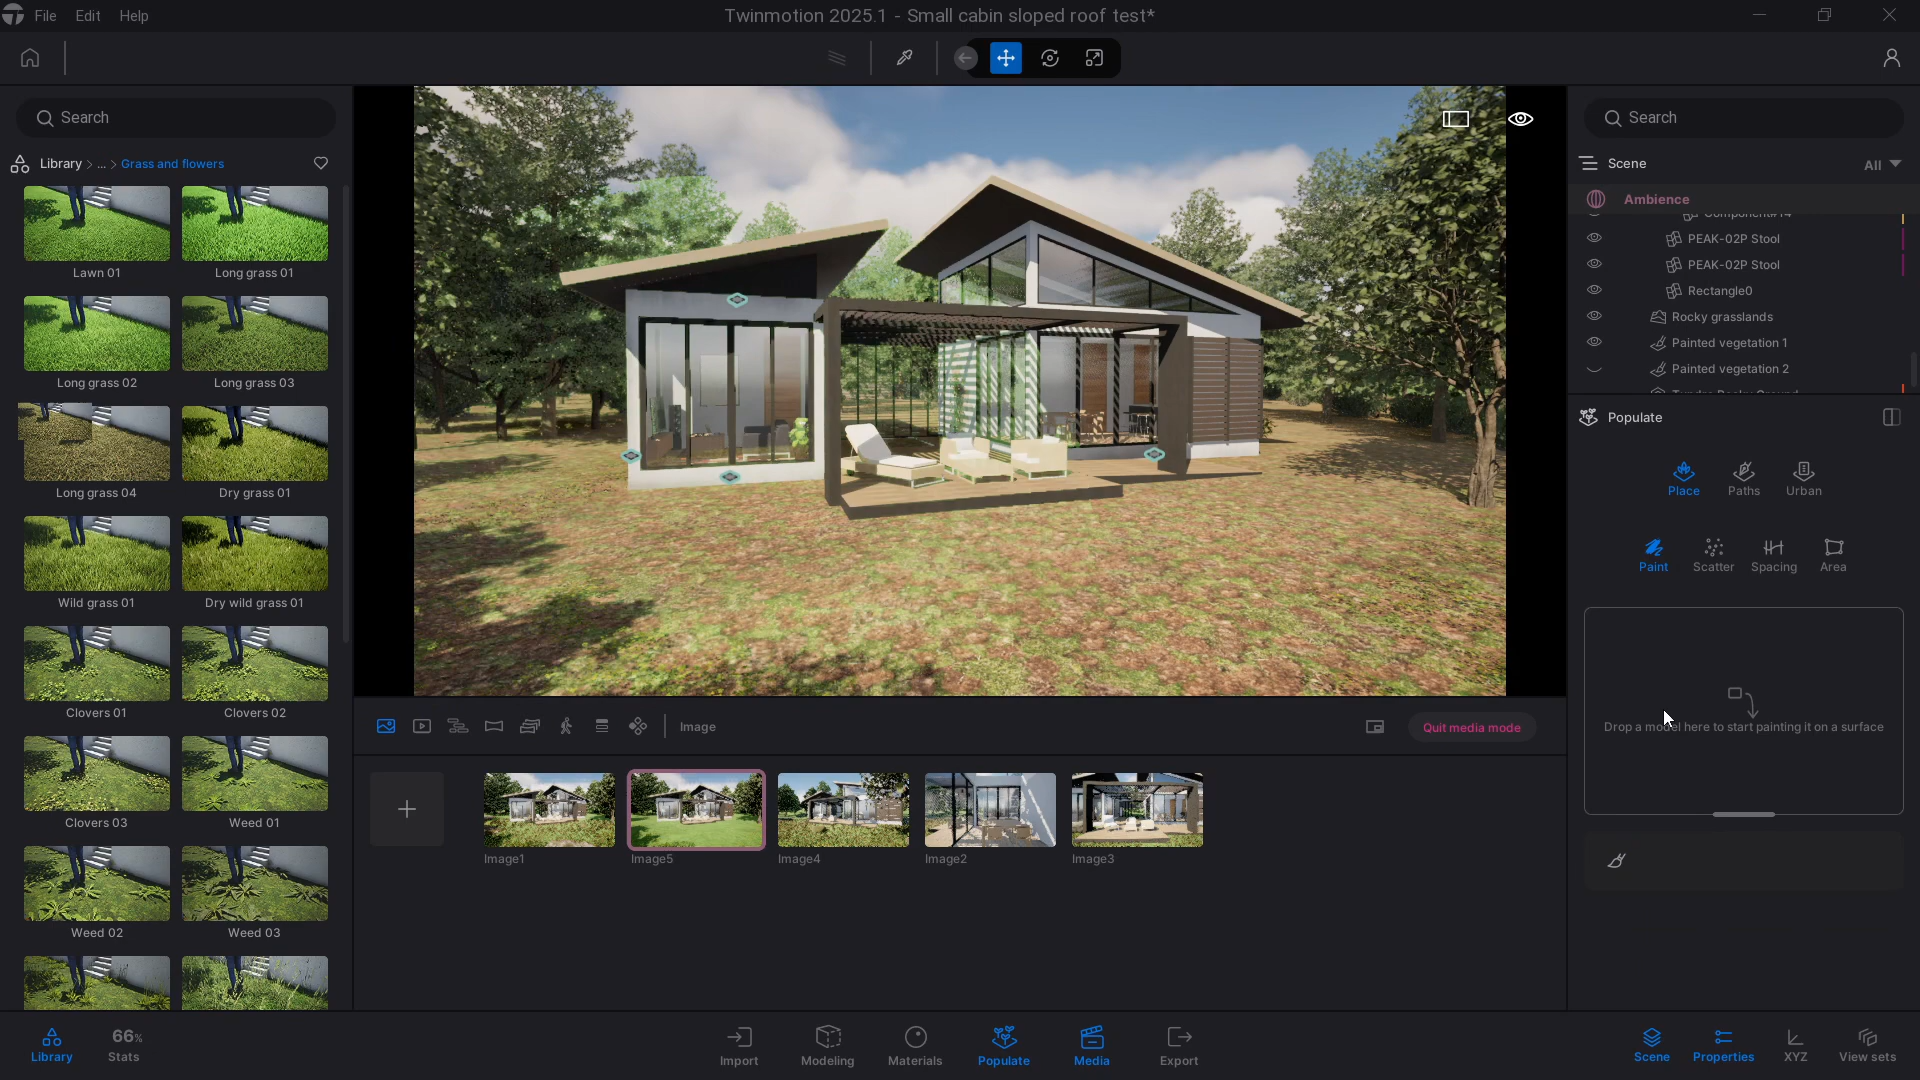 File Edit Help
Twinmotion 2025.1 - Small cabin sloped roof test*
Search
Library > ... > Grass and flowers
Lawn 01
Long grass 01
Long grass 02
Long grass 03
Long grass 04
Dry grass 01
Wild grass 01
Dry wild grass 01
Clovers 01
Clovers 02
Clovers 03
Weed 01
Weed 02
Weed 03
Image
Quit media mode
Image1
Image5
Image4
Image2
Image3
Search
Scene
All
Ambience
PEAK-02P Stool
PEAK-02P Stool
Rectangle0
Rocky grasslands
Painted vegetation 1
Painted vegetation 2
Populate
Place
Paths
Urban
Paint
Scatter
Spacing
Area
Drop a model here to start painting it on a surface
Library
66%
Stats
Import
Modeling
Materials
Populate
Media
Export
Scene
Properties
XYZ
View sets